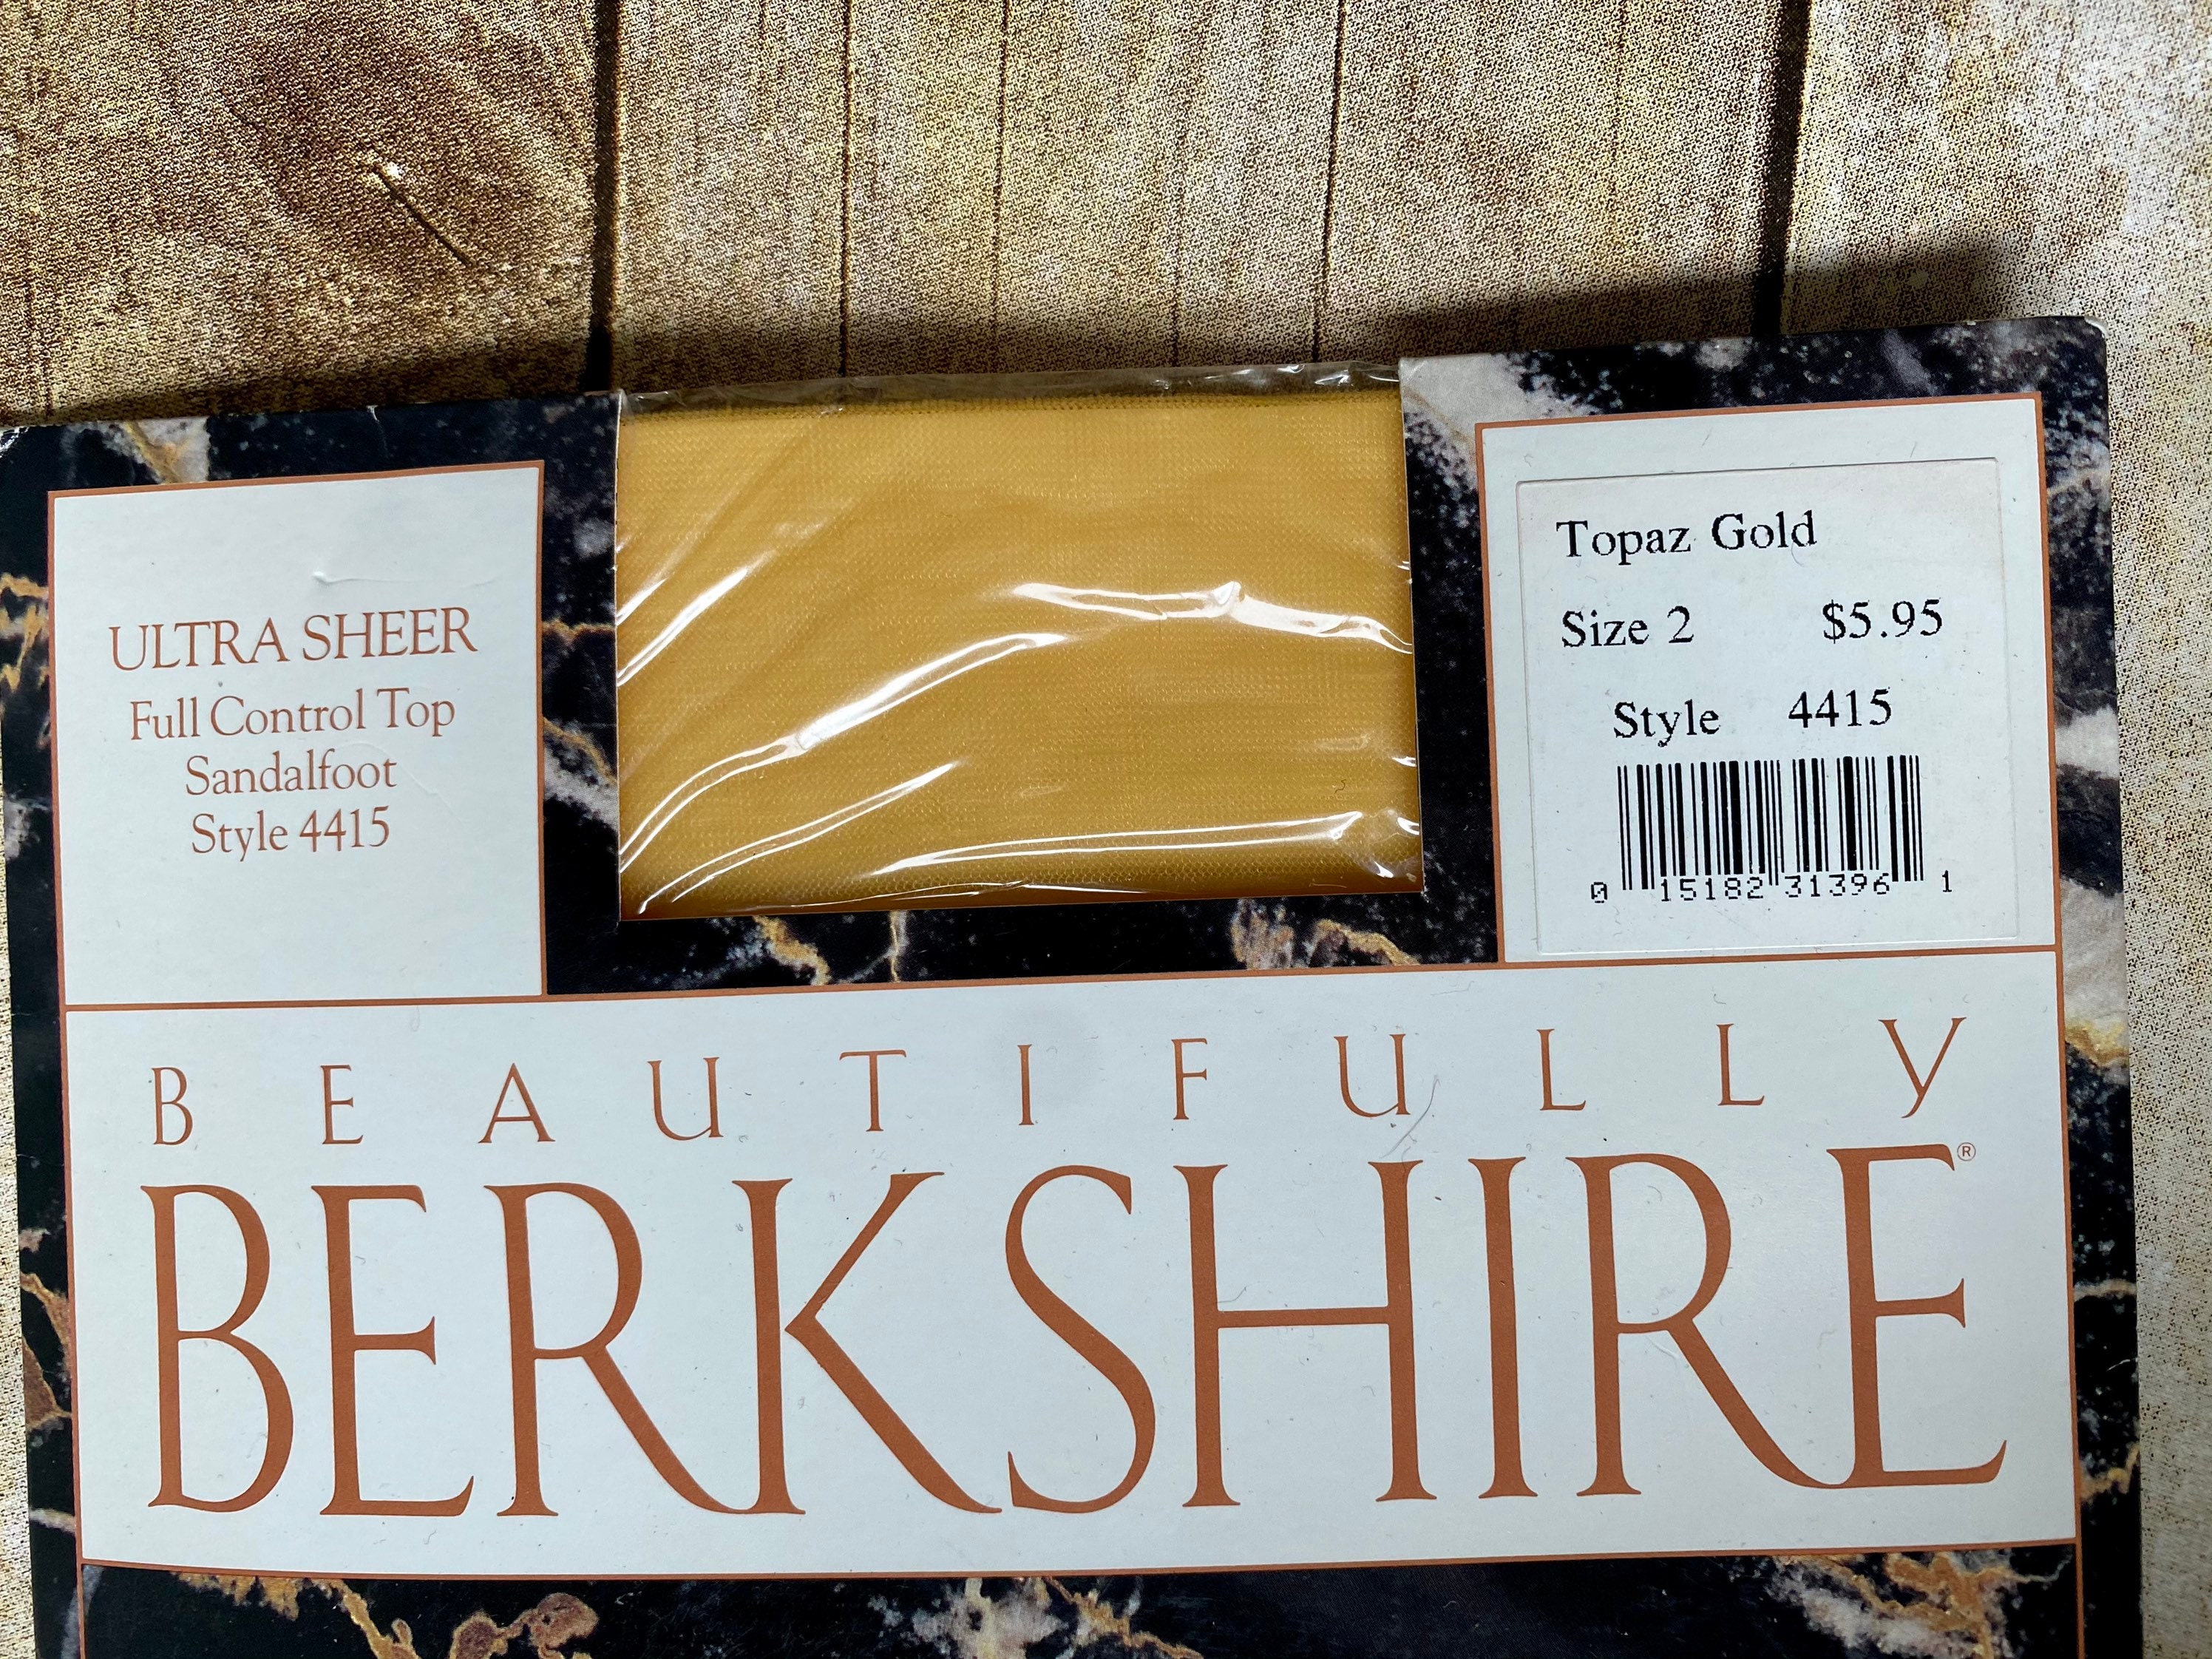 ULTRA SHEER
Full Control Top
Sandalfoot
Style 4415
Topaz Gold
Size 2 $5.95
Style 4415
0 15182 31396 1
BEAUTIFULLY
BERKSHIRE®